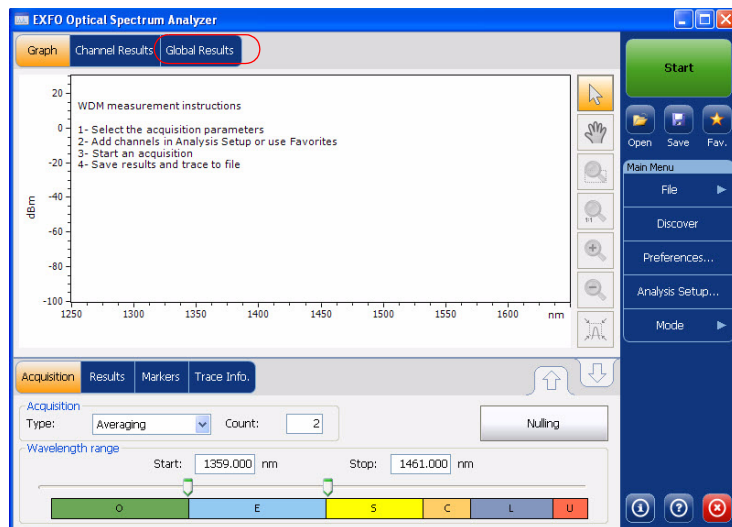 EXFO Optical Spectrum Analyzer
Graph Channel Results Global Results
Start
Open Save Fav.
Main Menu
File
Discover
Preferences...
Analysis Setup...
Mode
WDM measurement instructions
1- Select the acquisition parameters
2- Add channels in Analysis Setup or use Favorites
3- Start an acquisition
4- Save results and trace to file
dBm
20
0
-20
-40
-60
-80
-100
1250 1300 1350 1400 1450 1500 1550 1600 nm
1:1
Acquisition Results Markers Trace Info.
Acquisition
Type: Averaging Count: 2
Nulling
Wavelength range
Start: 1359.000 nm Stop: 1461.000 nm
O E S C L U